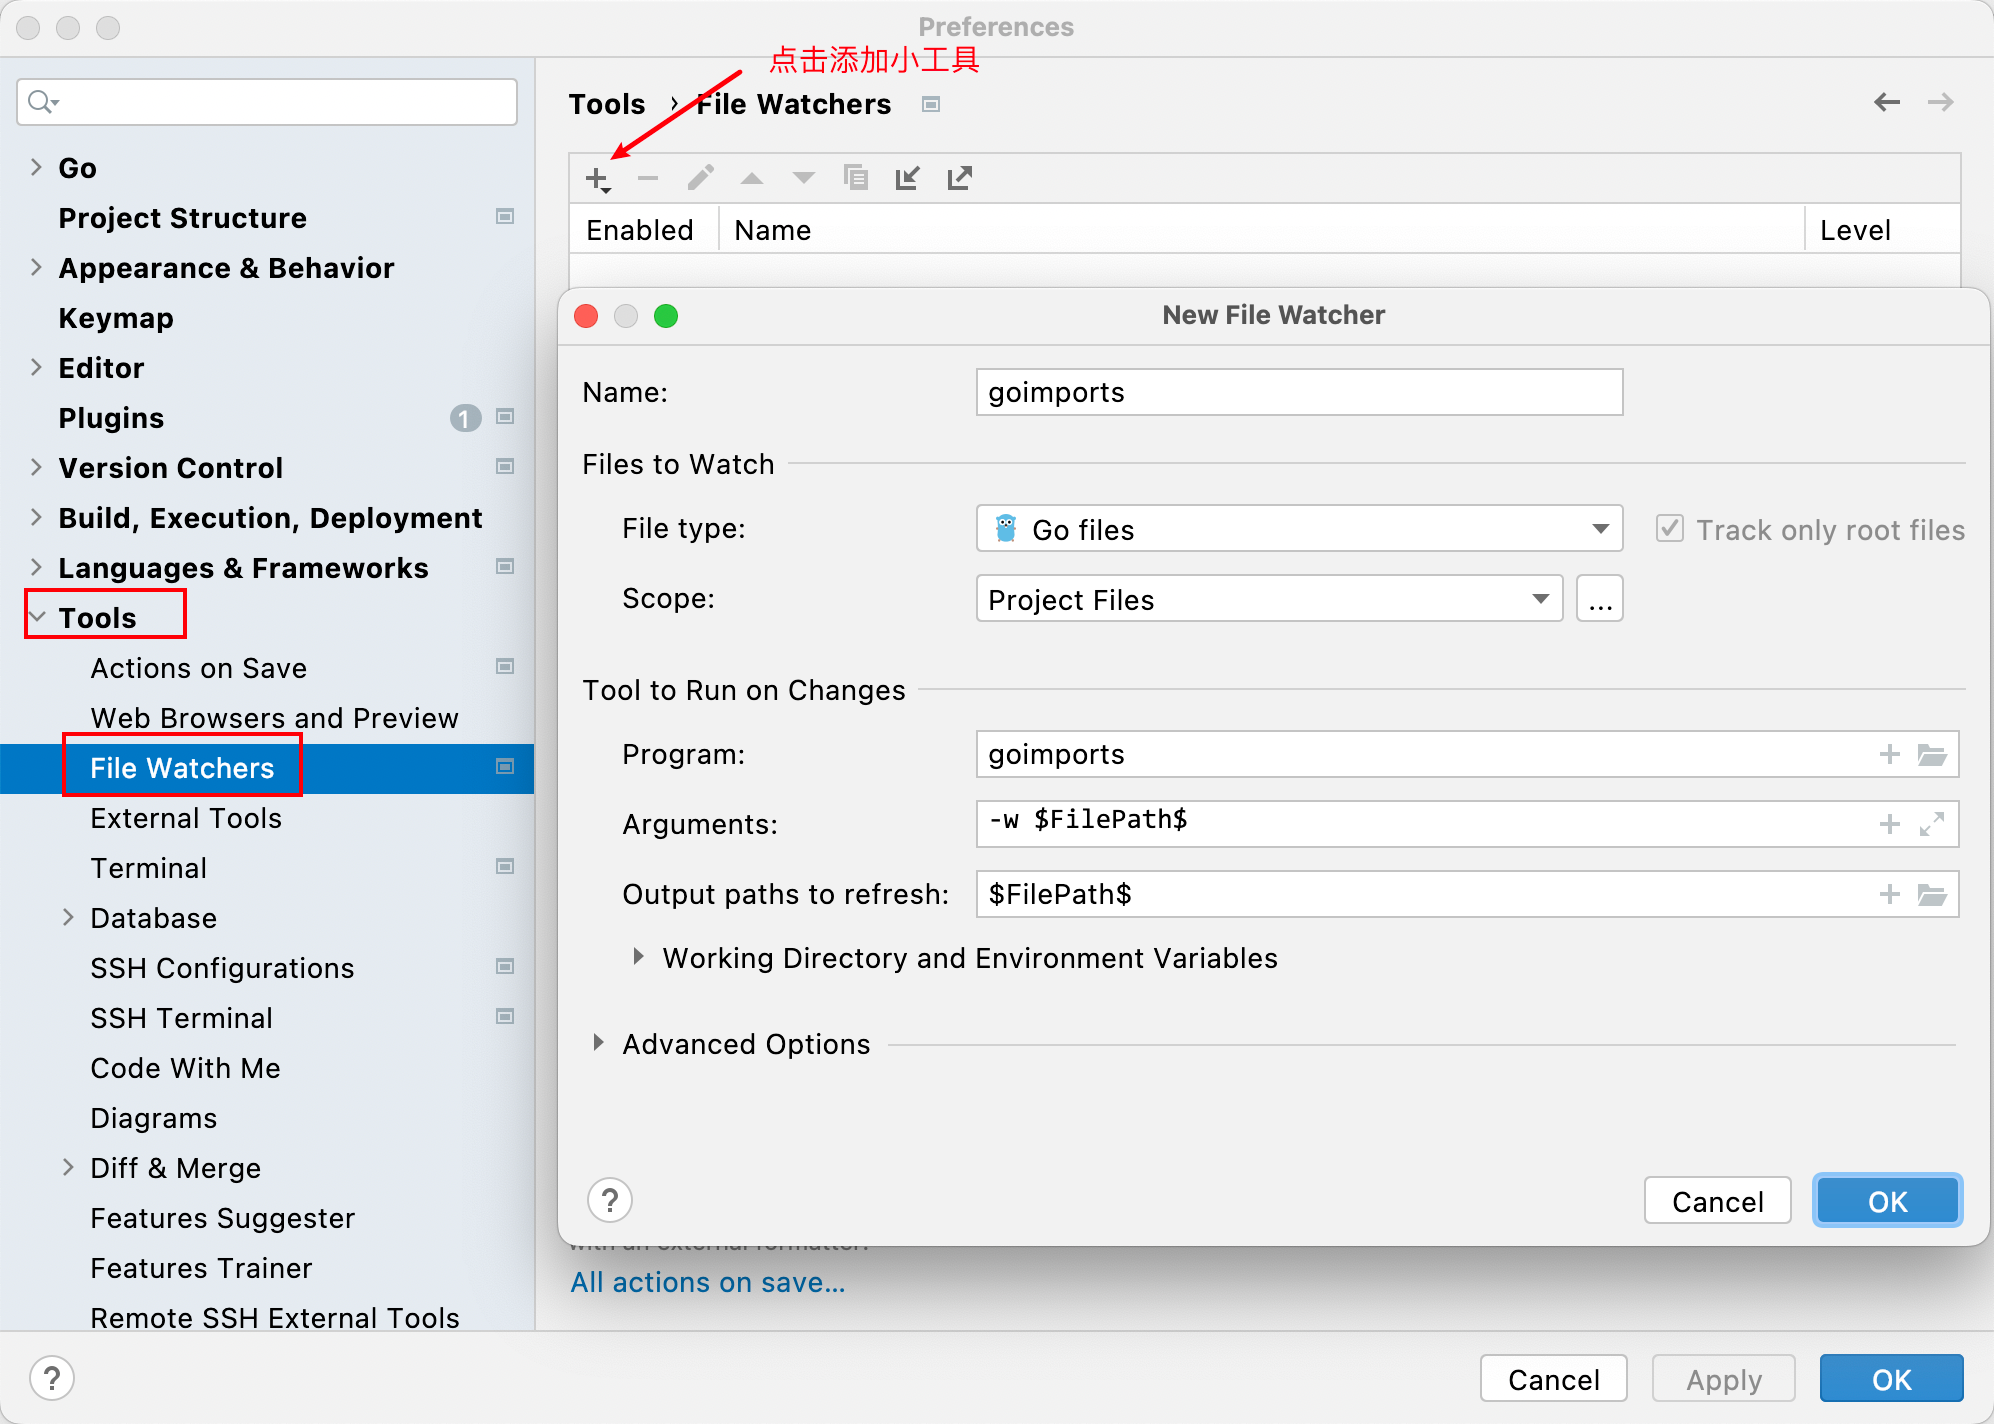 Preferences
点击添加小工具
Tools › File Watchers
Go
Project Structure
Appearance & Behavior
Keymap
Editor
Plugins 1
Version Control
Build, Execution, Deployment
Languages & Frameworks
Tools
Actions on Save
Web Browsers and Preview
File Watchers
External Tools
Terminal
Database
SSH Configurations
SSH Terminal
Code With Me
Diagrams
Diff & Merge
Features Suggester
Features Trainer
Remote SSH External Tools
Enabled Name Level
New File Watcher
Name: goimports
Files to Watch
File type: Go files Track only root files
Scope: Project Files ...
Tool to Run on Changes
Program: goimports
Arguments: -w $FilePath$
Output paths to refresh: $FilePath$
Working Directory and Environment Variables
Advanced Options
? Cancel OK
with an external formatter.
All actions on save...
? Cancel Apply OK